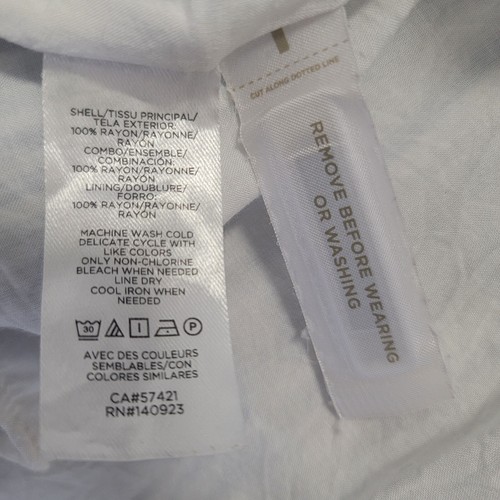 SHELL/TISSU PRINCIPAL/
TELA EXTERIOR:
100% RAYON/RAYONNE/
RAYÓN
COMBO/ENSEMBLE/
COMBINACIÓN:
100% RAYON/RAYONNE/
RAYÓN
LINING/DOUBLURE/
FORRO:
100% RAYON/RAYONNE/
RAYÓN
MACHINE WASH COLD
DELICATE CYCLE WITH
LIKE COLORS
ONLY NON-CHLORINE
BLEACH WHEN NEEDED
LINE DRY
COOL IRON WHEN
NEEDED
30 P
AVEC DES COULEURS
SEMBLABLES/CON
COLORES SIMILARES
CA#57421
RN#140923
CUT ALONG DOTTED LINE
REMOVE BEFORE WEARING
OR WASHING